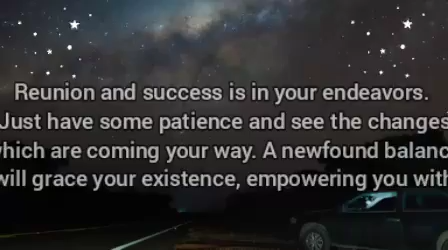 Reunion and success is in your endeavors.
Just have some patience and see the changes
which are coming your way. A newfound balanc
will grace your existence, empowering you with